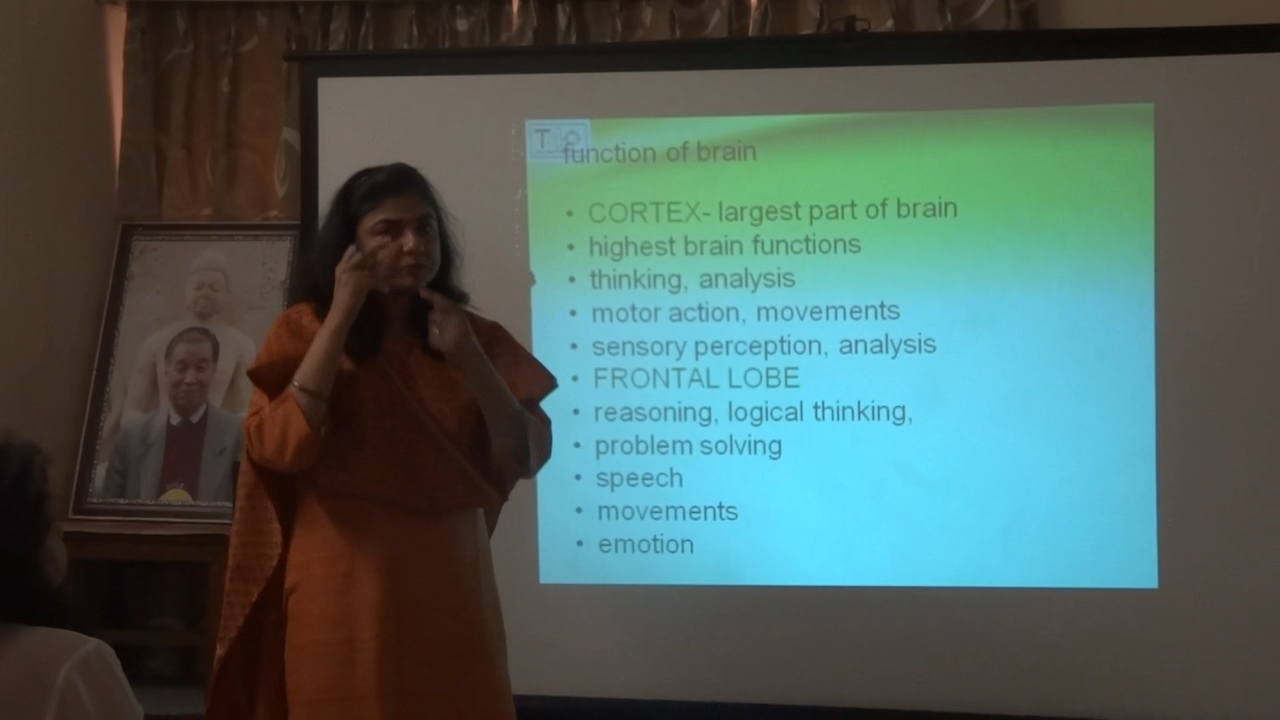 function of brain
• CORTEX- largest part of brain
• highest brain functions
• thinking, analysis
• motor action, movements
• sensory perception, analysis
• FRONTAL LOBE
• reasoning, logical thinking,
• problem solving
• speech
• movements
• emotion